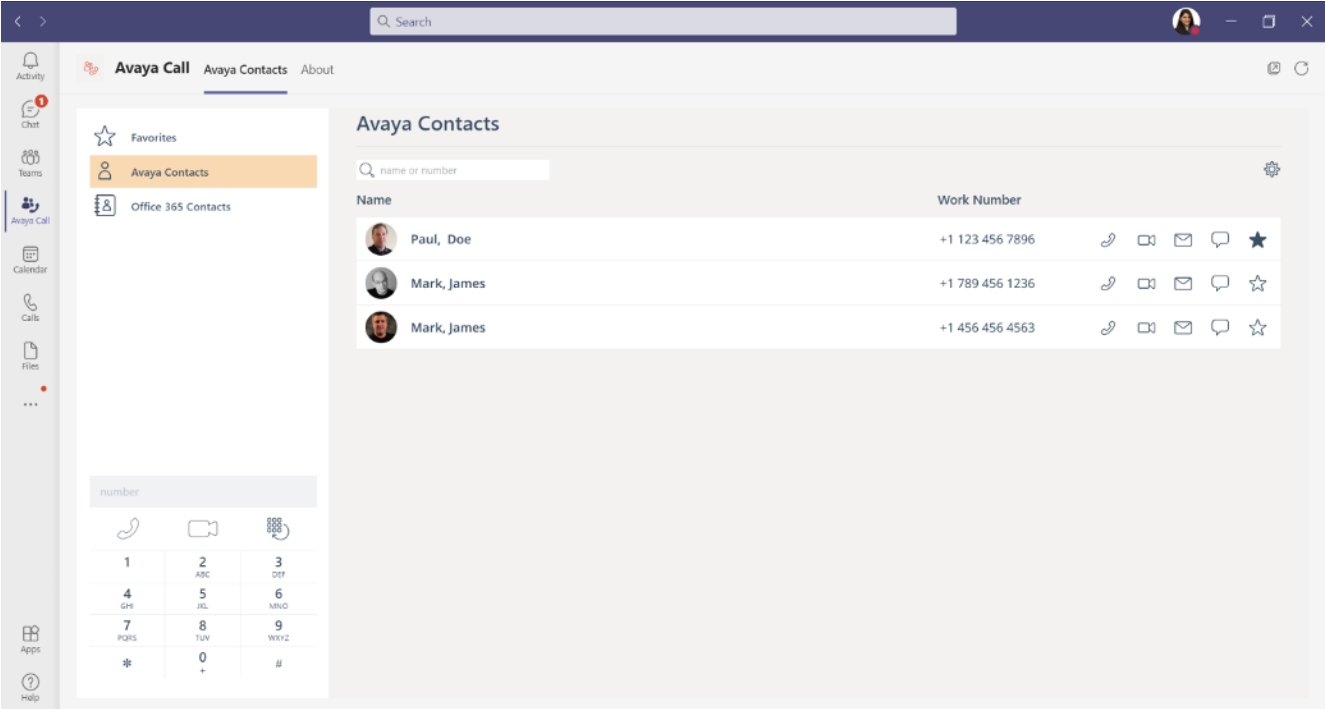 Search
Activity
1
Chat
Teams
Avaya Call
Calendar
Calls
Files
Apps
Help
Avaya Call Avaya Contacts About
Favorites
Avaya Contacts
Office 365 Contacts
number
1 2 3
ABC DEF
4 5 6
GHI JKL MNO
7 8 9
PQRS TUV WXYZ
* 0 #
+
Avaya Contacts
name or number
Name Work Number
Paul, Doe +1 123 456 7896
Mark, James +1 789 456 1236
Mark, James +1 456 456 4563